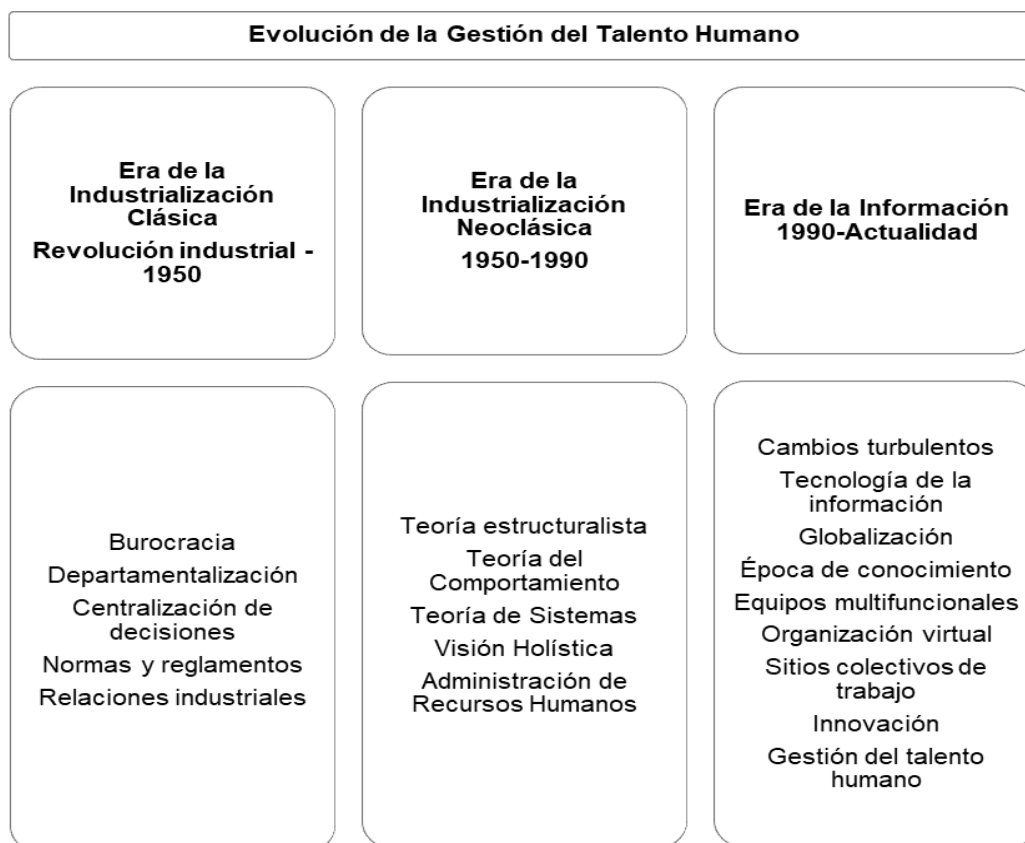 Evolución de la Gestión del Talento Humano
Era de la
Industrialización
Clásica
Revolución industrial -
1950
Era de la
Industrialización
Neoclásica
1950-1990
Era de la Información
1990-Actualidad
Burocracia
Departamentalización
Centralización de
decisiones
Normas y reglamentos
Relaciones industriales
Teoría estructuralista
Teoría del
Comportamiento
Teoría de Sistemas
Visión Holística
Administración de
Recursos Humanos
Cambios turbulentos
Tecnología de la
información
Globalización
Época de conocimiento
Equipos multifuncionales
Organización virtual
Sitios colectivos de
trabajo
Innovación
Gestión del talento
humano